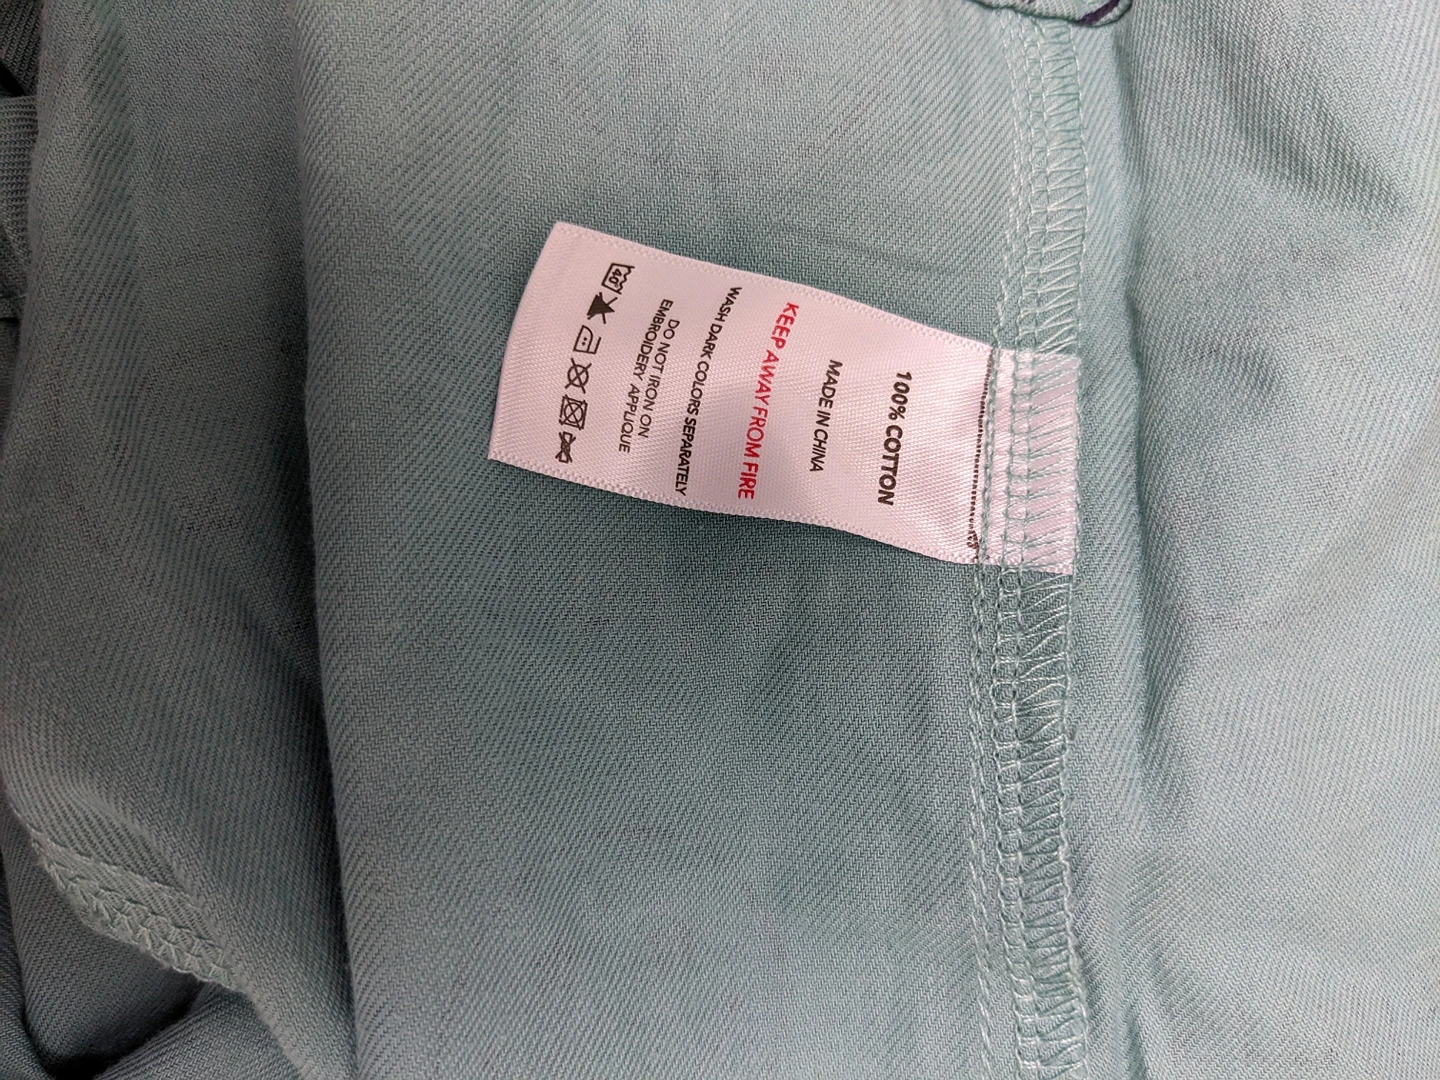 100% COTTON
MADE IN CHINA
KEEP AWAY FROM FIRE
WASH DARK COLORS SEPARATELY
DO NOT IRON ON
EMBROIDERY APPLIQUE
40